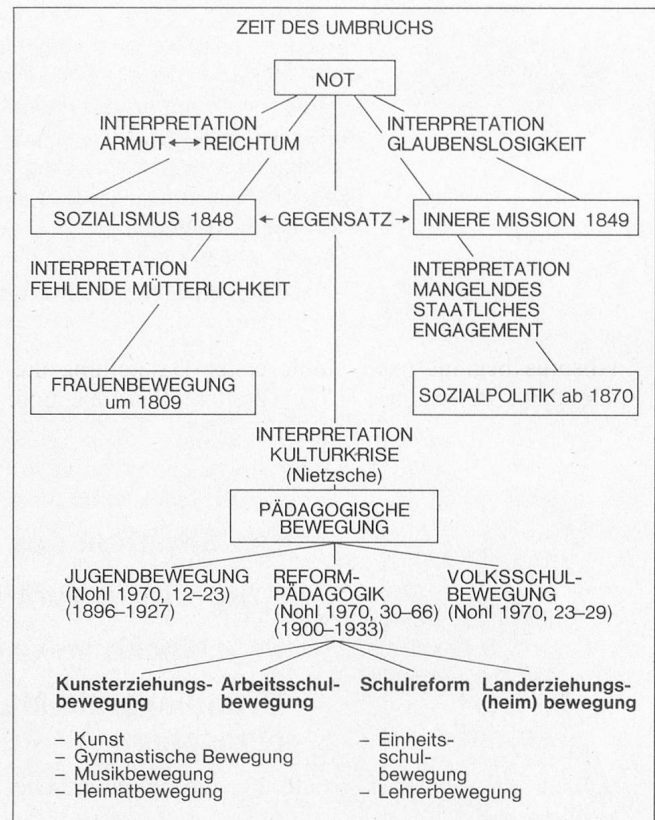 ZEIT DES UMBRUCHS
NOT
INTERPRETATION
ARMUT ↔ REICHTUM
INTERPRETATION
GLAUBENSLOSIGKEIT
SOZIALISMUS 1848
← GEGENSATZ →
INNERE MISSION 1849
INTERPRETATION
FEHLENDE MÜTTERLICHKEIT
INTERPRETATION
MANGELNDES
STAATLICHES
ENGAGEMENT
FRAUENBEWEGUNG
um 1809
SOZIALPOLITIK ab 1870
INTERPRETATION
KULTURKRISE
(Nietzsche)
PÄDAGOGISCHE
BEWEGUNG
JUGENDBEWEGUNG
(Nohl 1970, 12–23)
(1896–1927)
REFORM-
PÄDAGOGIK
(Nohl 1970, 30–66)
(1900–1933)
VOLKSSCHUL-
BEWEGUNG
(Nohl 1970, 23–29)
Kunsterziehungs-
bewegung
Arbeitsschul-
bewegung
Schulreform
Landerziehungs-
(heim) bewegung
– Kunst
– Gymnastische Bewegung
– Musikbewegung
– Heimatbewegung
– Einheits-
schul-
bewegung
– Lehrerbewegung